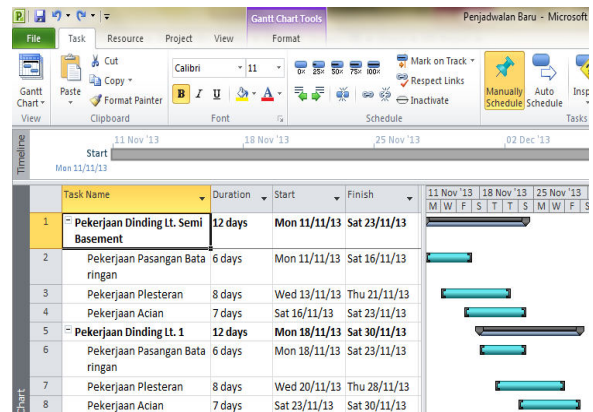 Gantt Chart Tools
Penjadwalan Baru - Microsoft
File Task Resource Project View Format
Gantt Chart
View
Paste
Cut
Copy
Format Painter
Clipboard
Calibri 11
B I U A
Font
0% 25% 50% 75% 100%
Mark on Track
Respect Links
Inactivate
Schedule
Manually Schedule
Auto Schedule
Insp
Tasks
Timeline
11 Nov '13 18 Nov '13 25 Nov '13 02 Dec '13
Start
Mon 11/11/13
Task Name Duration Start Finish 11 Nov '13 18 Nov '13 25 Nov '13
M W F S T T S M W F S
1 Pekerjaan Dinding Lt. Semi 12 days Mon 11/11/13 Sat 23/11/13
Basement
2 Pekerjaan Pasangan Bata 6 days Mon 11/11/13 Sat 16/11/13
ringan
3 Pekerjaan Plesteran 8 days Wed 13/11/13 Thu 21/11/13
4 Pekerjaan Acian 7 days Sat 16/11/13 Sat 23/11/13
5 Pekerjaan Dinding Lt. 1 12 days Mon 18/11/13 Sat 30/11/13
6 Pekerjaan Pasangan Bata 6 days Mon 18/11/13 Sat 23/11/13
ringan
7 Pekerjaan Plesteran 8 days Wed 20/11/13 Thu 28/11/13
8 Pekerjaan Acian 7 days Sat 23/11/13 Sat 30/11/13
Chart